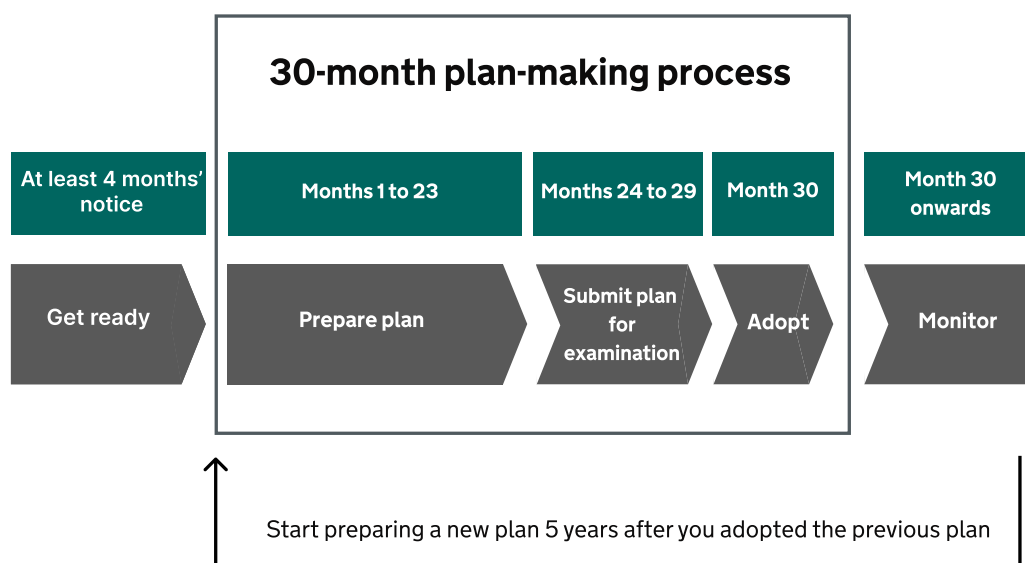 30-month plan-making process
At least 4 months’
notice
Months 1 to 23
Months 24 to 29
Month 30
Month 30
onwards
Get ready
Prepare plan
Submit plan
for
examination
Adopt
Monitor
Start preparing a new plan 5 years after you adopted the previous plan